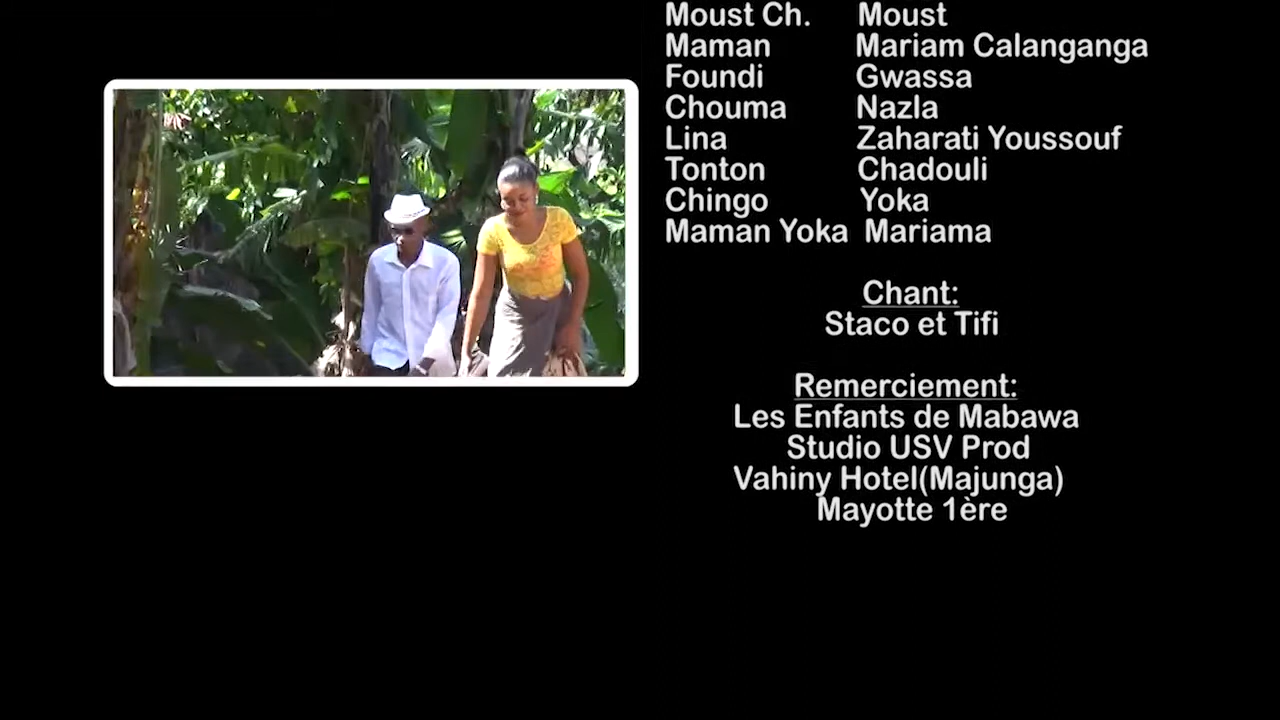 Moust Ch. Moust
Maman Mariam Calanganga
Foundi Gwassa
Chouma Nazla
Lina Zaharati Youssouf
Tonton Chadouli
Chingo Yoka
Maman Yoka Mariama
Chant:
Staco et Tifi
Remerciement:
Les Enfants de Mabawa
Studio USV Prod
Vahiny Hotel(Majunga)
Mayotte 1ère